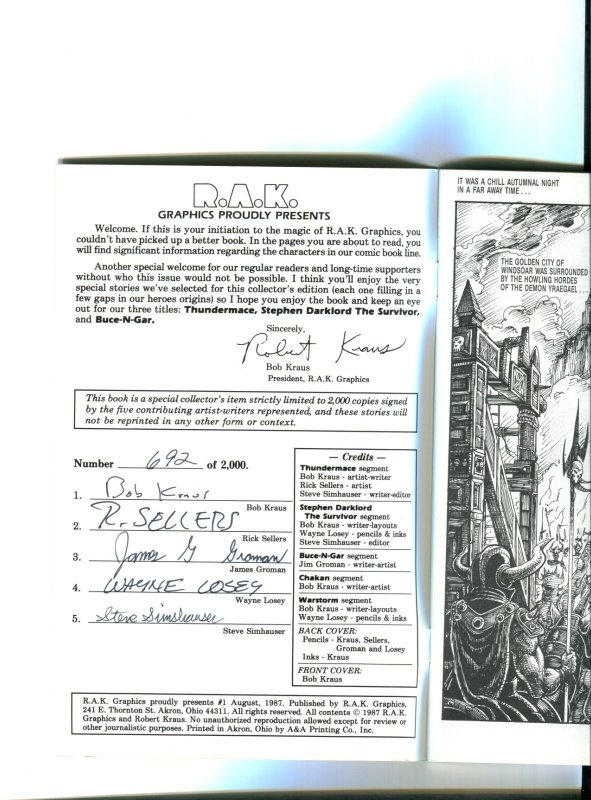 R.A.K.
GRAPHICS PROUDLY PRESENTS
Welcome. If this is your initiation to the magic of R.A.K. Graphics, you
couldn't have picked up a better book. In the pages you are about to read, you
will find significant information regarding the characters in our comic book line.
Another special welcome for our regular readers and long-time supporters
without who this issue would not be possible. I think you'll enjoy the very
special stories we've selected for this collector's edition (each one filling in a
few gaps in our heroes origins) so I hope you enjoy the book and keep an eye
out for our three titles: Thundermace, Stephen Darklord The Survivor,
and Buce-N-Gar.
Sincerely,
Robert Kraus
Bob Kraus
President, R.A.K. Graphics
This book is a special collector's item strictly limited to 2,000 copies signed
by the five contributing artist-writers represented, and these stories will
not be reprinted in any other form or context.
Number 692 of 2,000.
1. Bob Kraus
Bob Kraus
2. R. SELLERS
Rick Sellers
3. James G Groman
James Groman
4. WAYNE LOSEY
Wayne Losey
5. Steve Simshauser
Steve Simshauser
— Credits —
Thundermace segment
Bob Kraus - artist-writer
Rick Sellers - artist
Steve Simhauser - writer-editor
Stephen Darklord
The Survivor segment
Bob Kraus - writer-layouts
Wayne Losey - pencils & inks
Steve Simhauser - editor
Buce-N-Gar segment
Jim Groman - writer-artist
Chakan segment
Bob Kraus - writer-artist
Warstorm segment
Bob Kraus - writer-layouts
Wayne Losey - pencils & inks
BACK COVER:
Pencils - Kraus, Sellers,
Groman and Losey
Inks - Kraus
FRONT COVER:
Bob Kraus
R.A.K. Graphics proudly presents #1 August, 1987. Published by R.A.K. Graphics,
241 E. Thornton St. Akron, Ohio 44311. All rights reserved. All contents © 1987 R.A.K.
Graphics and Robert Kraus. No unauthorized reproduction allowed except for review or
other journalistic purposes. Printed in Akron, Ohio by A&A Printing Co., Inc.
IT WAS A CHILL AUTUMNAL NIGHT
IN A FAR AWAY TIME . . .
THE GOLDEN CITY OF
WINDSOAR WAS SURROUNDED
BY THE HOWLING HORDES
OF THE DEMON YRAEGAEL . . .